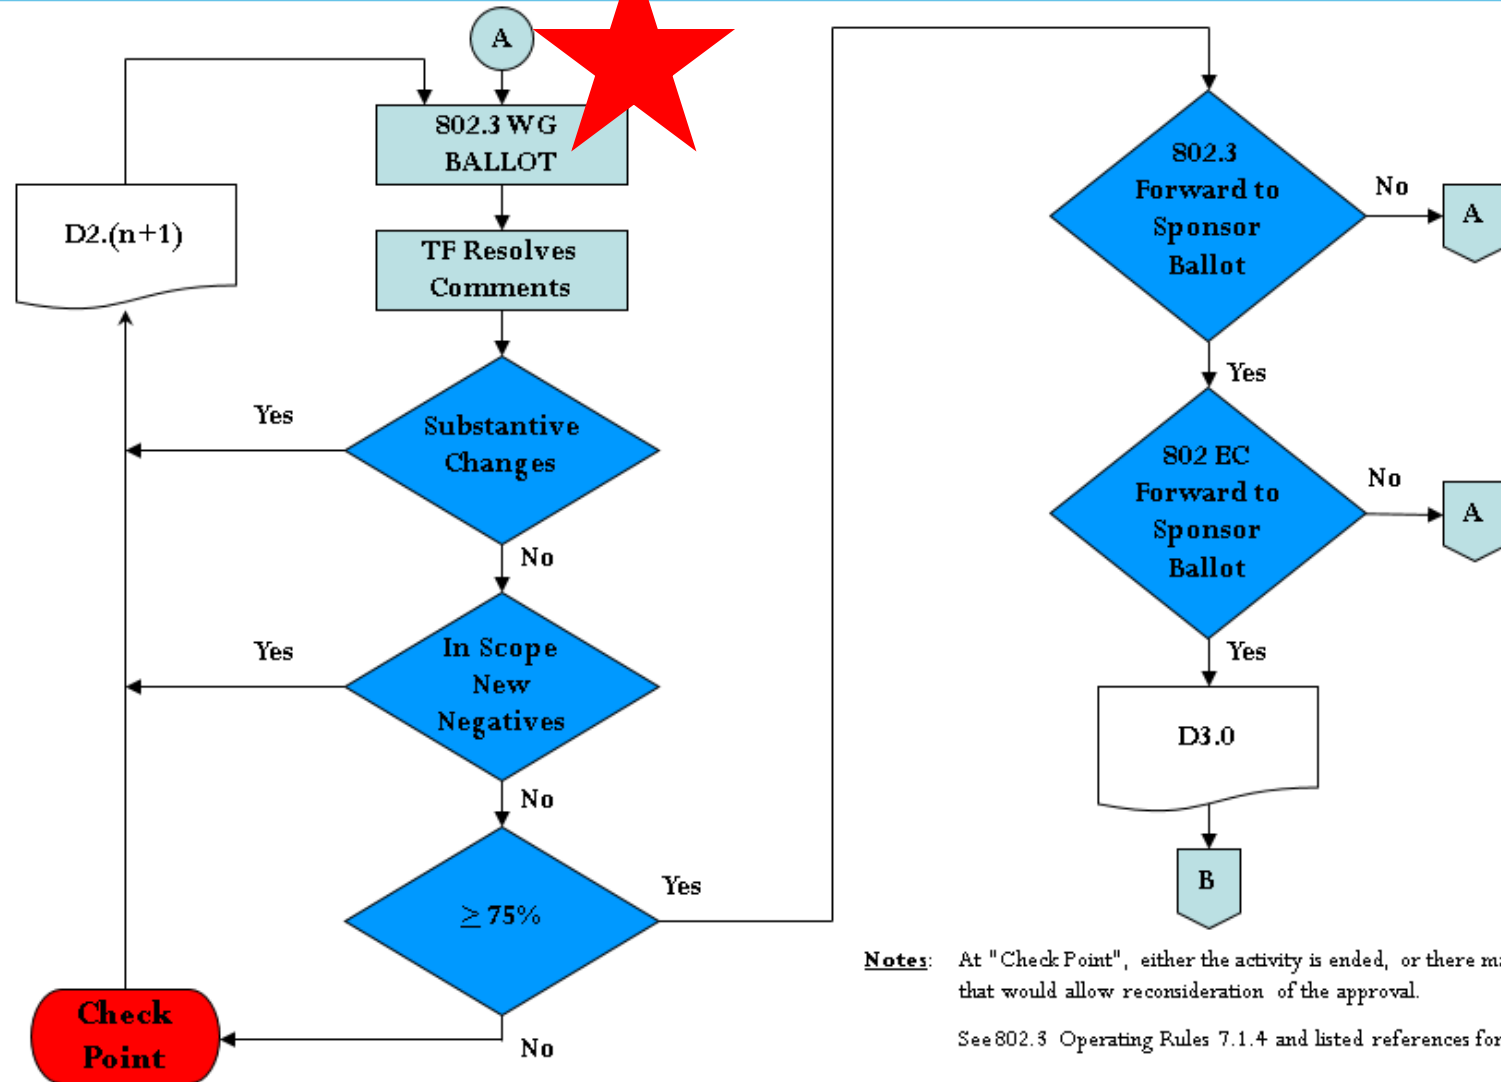 A
802.3 WG
BALLOT
D2.(n+1)
TF Resolves
Comments
Substantive
Changes
Yes
No
In Scope
New
Negatives
Yes
No
≥ 75%
Yes
No
Check
Point
802.3
Forward to
Sponsor
Ballot
No
A
Yes
802 EC
Forward to
Sponsor
Ballot
No
A
Yes
D3.0
B
Notes: At "Check Point", either the activity is ended, or there
that would allow reconsideration of the approval.
See 802.3 Operating Rules 7.1.4 and listed references for